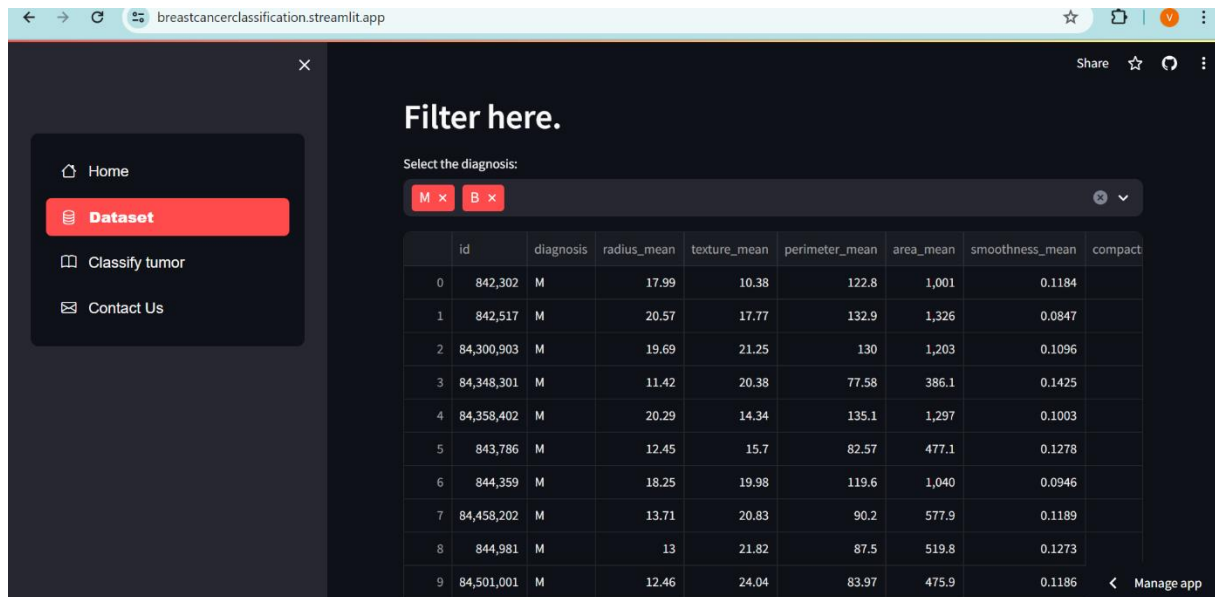 breastcancerclassification.streamlit.app
V
Share
Home
Dataset
Classify tumor
Contact Us
Filter here.
Select the diagnosis:
M × B ×
id diagnosis radius_mean texture_mean perimeter_mean area_mean smoothness_mean compact
0 842,302 M 17.99 10.38 122.8 1,001 0.1184
1 842,517 M 20.57 17.77 132.9 1,326 0.0847
2 84,300,903 M 19.69 21.25 130 1,203 0.1096
3 84,348,301 M 11.42 20.38 77.58 386.1 0.1425
4 84,358,402 M 20.29 14.34 135.1 1,297 0.1003
5 843,786 M 12.45 15.7 82.57 477.1 0.1278
6 844,359 M 18.25 19.98 119.6 1,040 0.0946
7 84,458,202 M 13.71 20.83 90.2 577.9 0.1189
8 844,981 M 13 21.82 87.5 519.8 0.1273
9 84,501,001 M 12.46 24.04 83.97 475.9 0.1186
Manage app